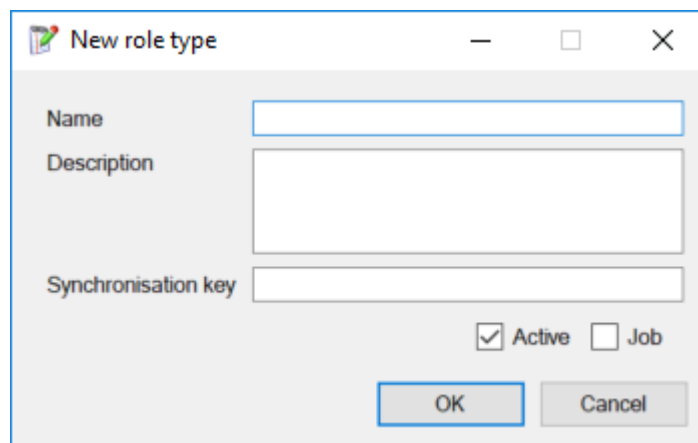 New role type
Name
Description
Synchronisation key
Active Job
OK Cancel